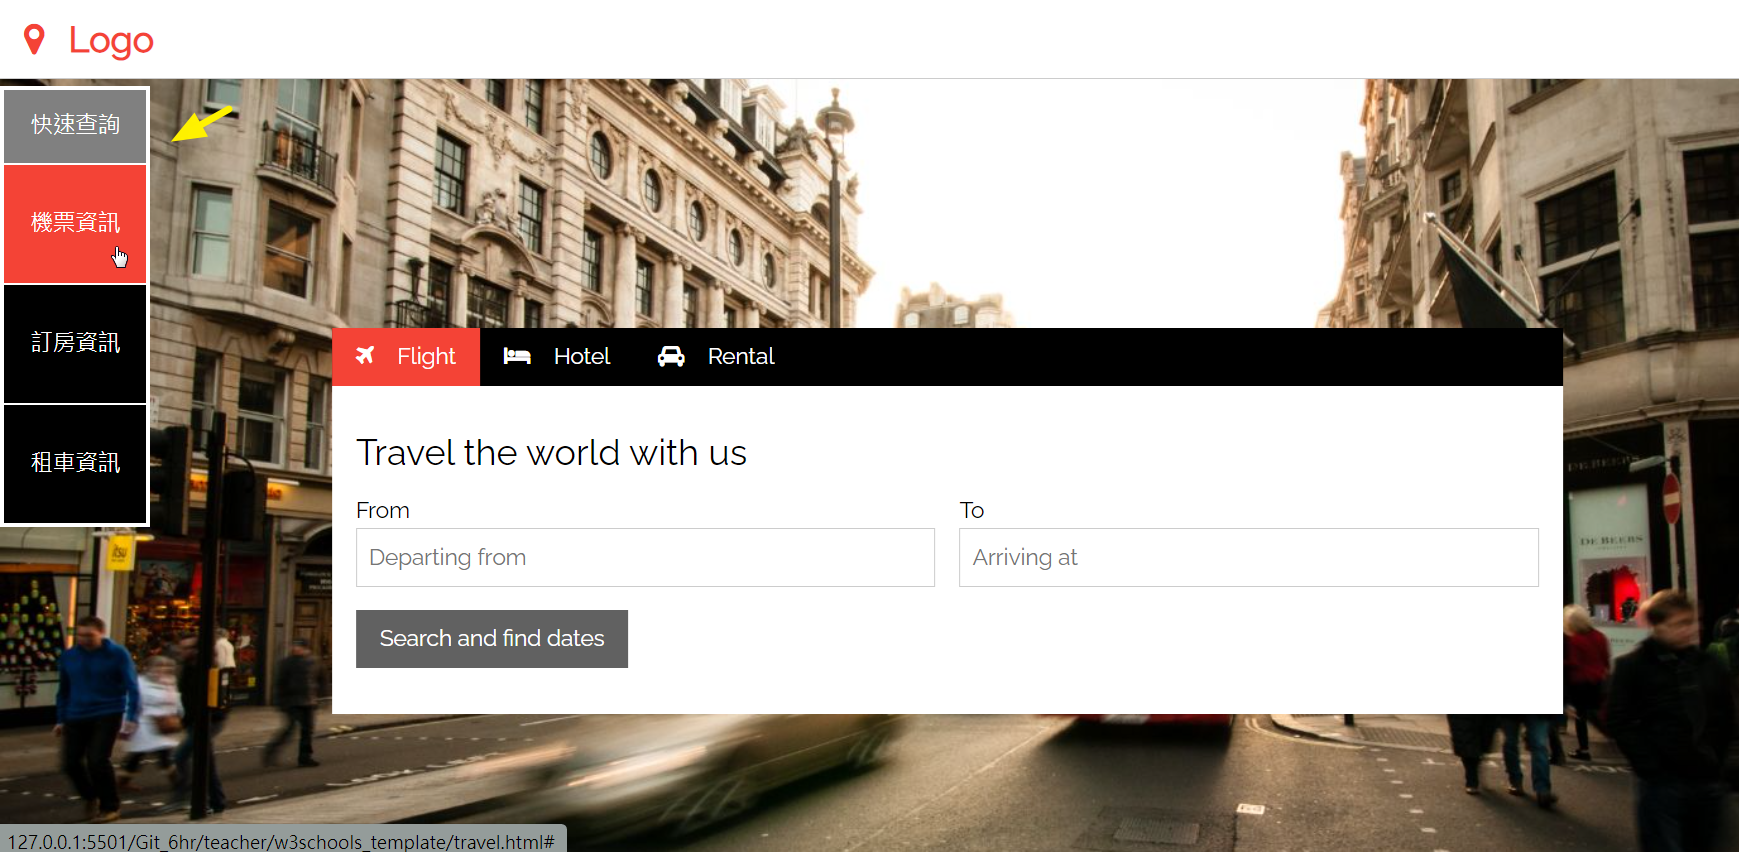 Logo
快速查詢
機票資訊
訂房資訊
租車資訊
Flight Hotel Rental
Travel the world with us
From To
Departing from Arriving at
Search and find dates
DE BEERS
127.0.0.1:5501/Git_6hr/teacher/w3schools_template/travel.html#